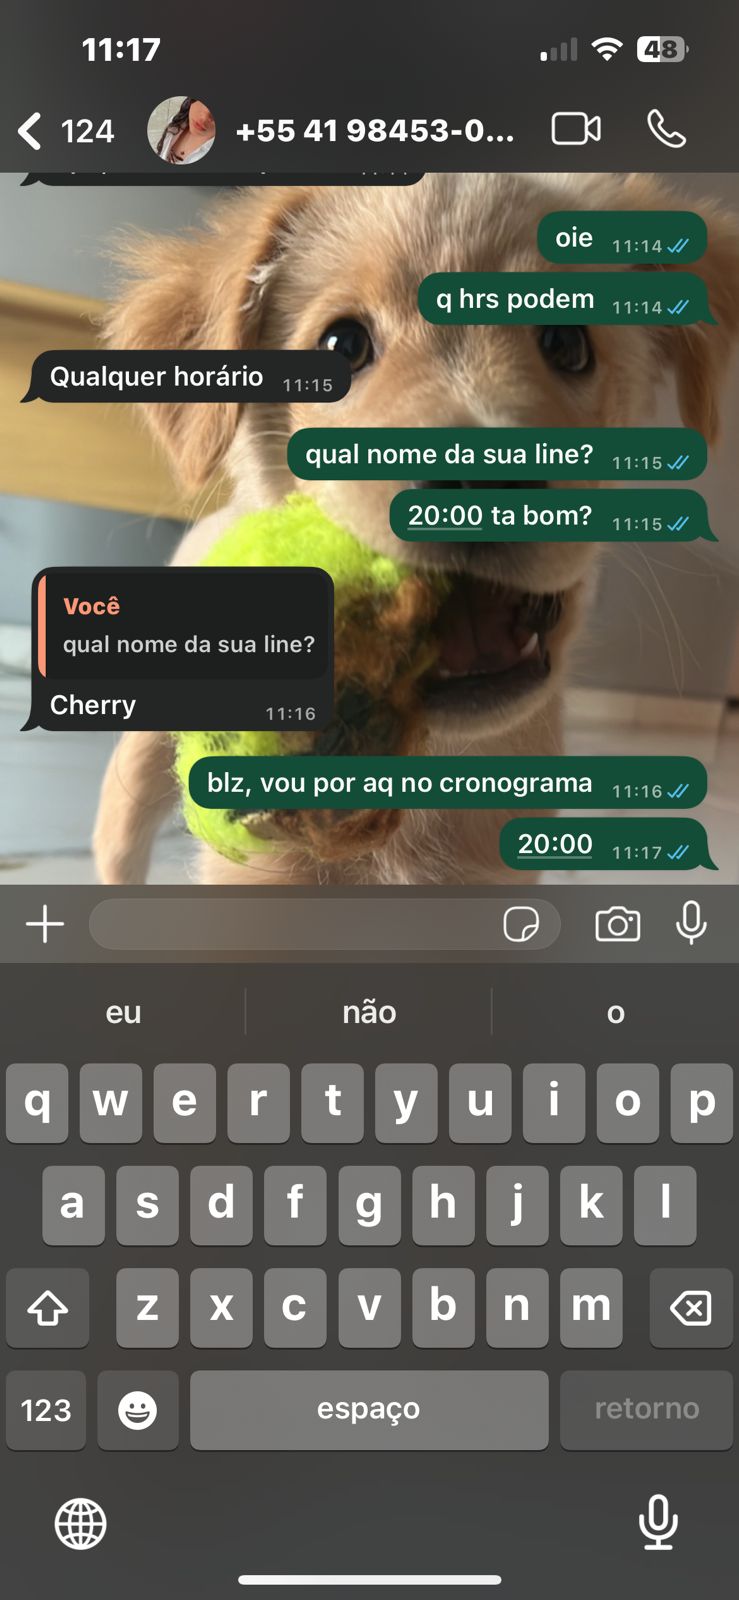 11:17
48
124
+55 41 98453-0...
oie 11:14
q hrs podem 11:14
Qualquer horário 11:15
qual nome da sua line? 11:15
20:00 ta bom? 11:15
Você
qual nome da sua line?
Cherry 11:16
blz, vou por aq no cronograma 11:16
20:00 11:17
eu não o
q w e r t y u i o p
a s d f g h j k l
z x c v b n m
123 espaço retorno